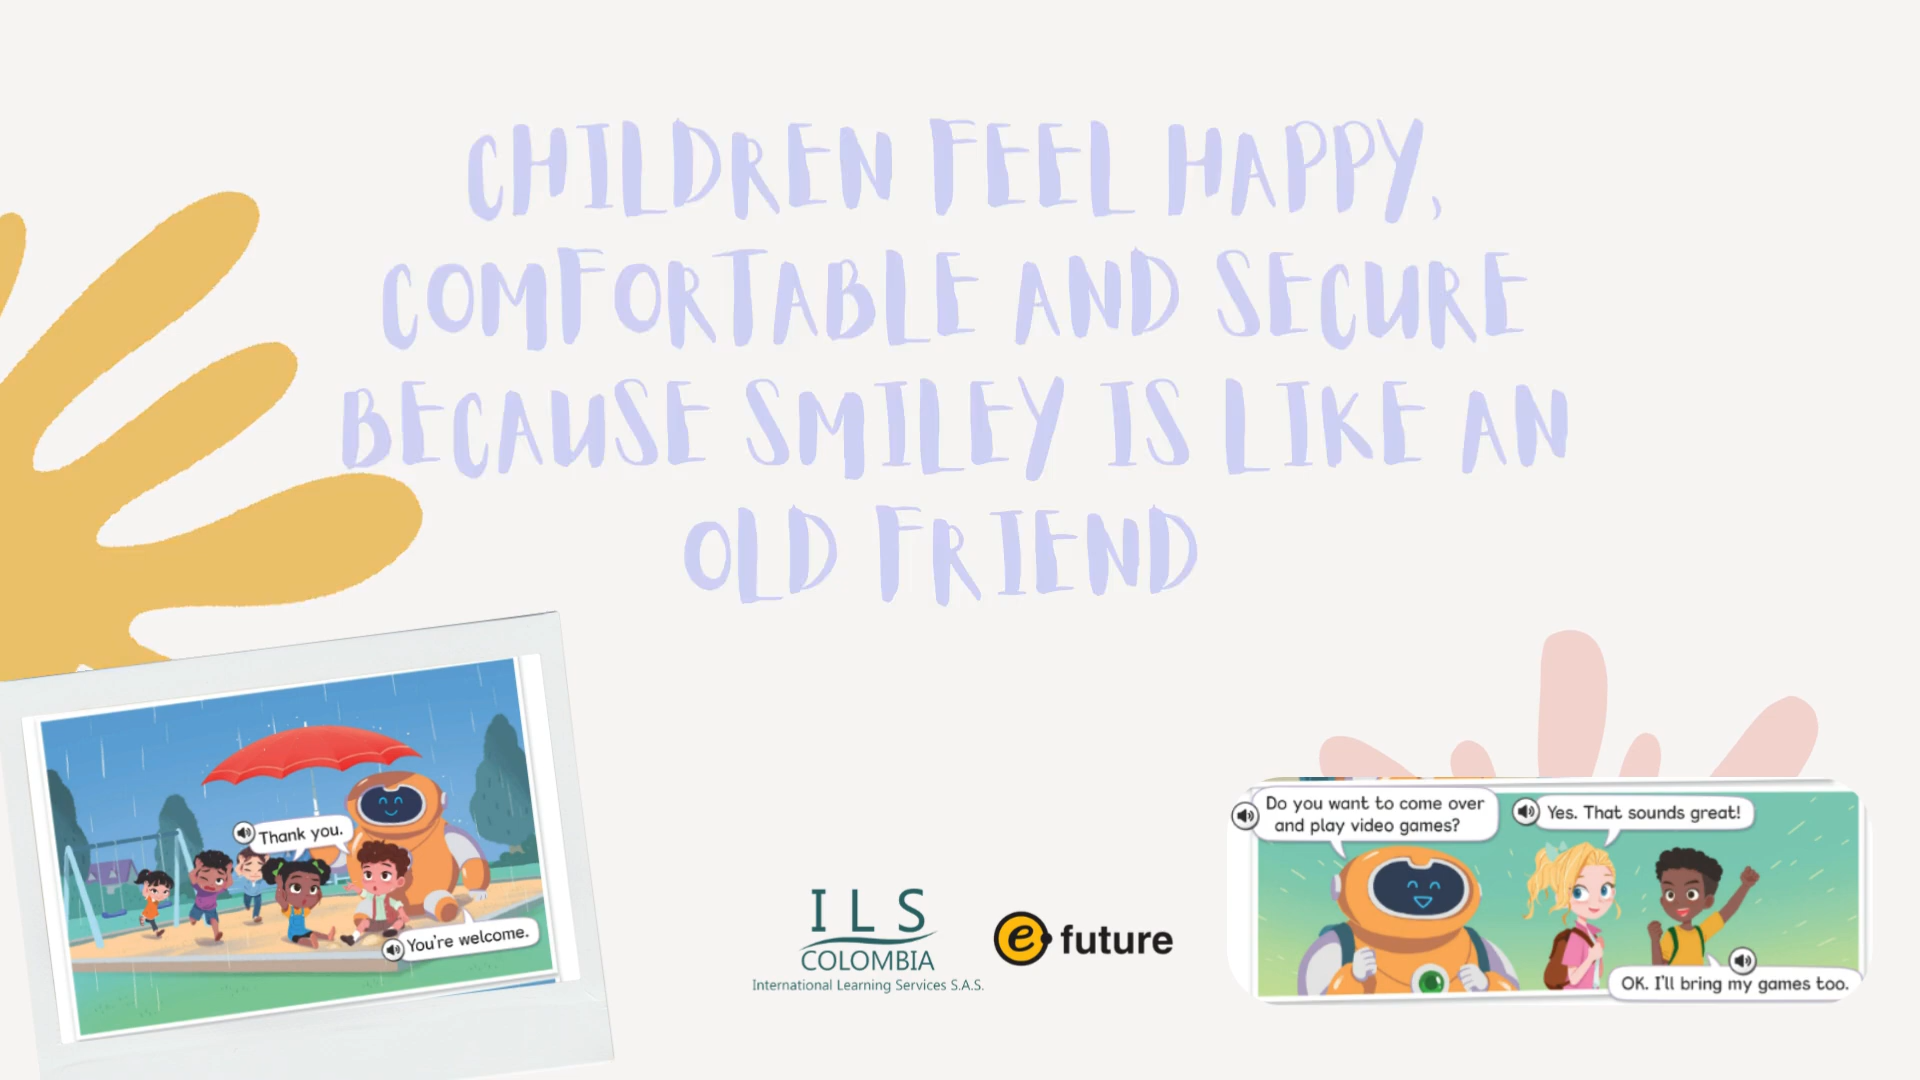 CHILDREN FEEL HAPPY,
COMFORTABLE AND SECURE
BECAUSE SMILEY IS LIKE AN
OLD FRIEND
Thank you.
You're welcome.
ILS
COLOMBIA
International Learning Services S.A.S.
e future
Do you want to come over
and play video games?
Yes. That sounds great!
OK. I'll bring my games too.